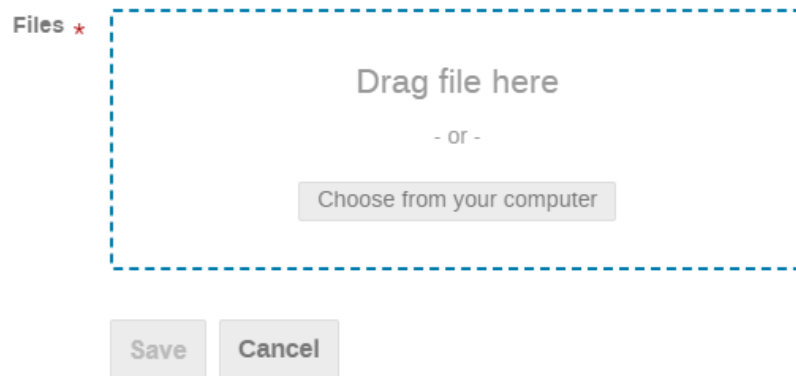 Files *
Drag file here
- or -
Choose from your computer
Save Cancel